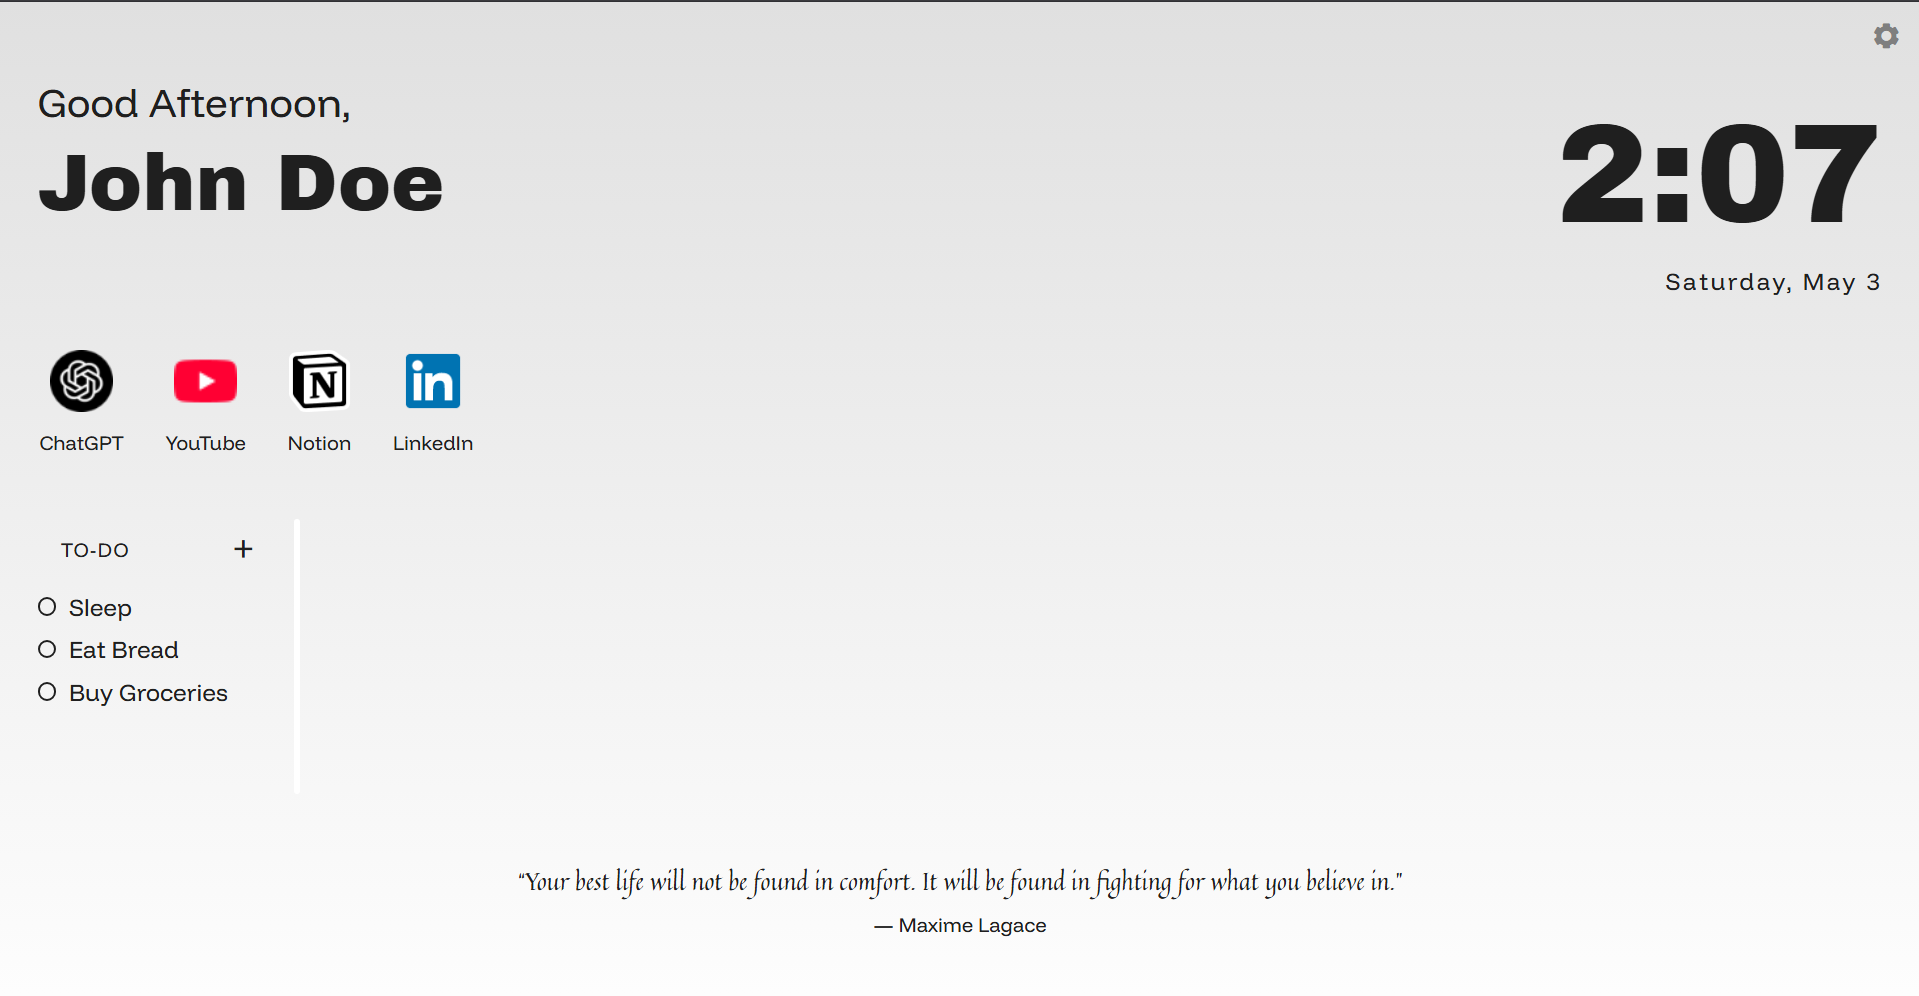 Good Afternoon,
John Doe
2:07
Saturday, May 3
N
in
ChatGPT
YouTube
Notion
LinkedIn
TO-DO +
Sleep
Eat Bread
Buy Groceries
“Your best life will not be found in comfort. It will be found in fighting for what you believe in.”
— Maxime Lagace